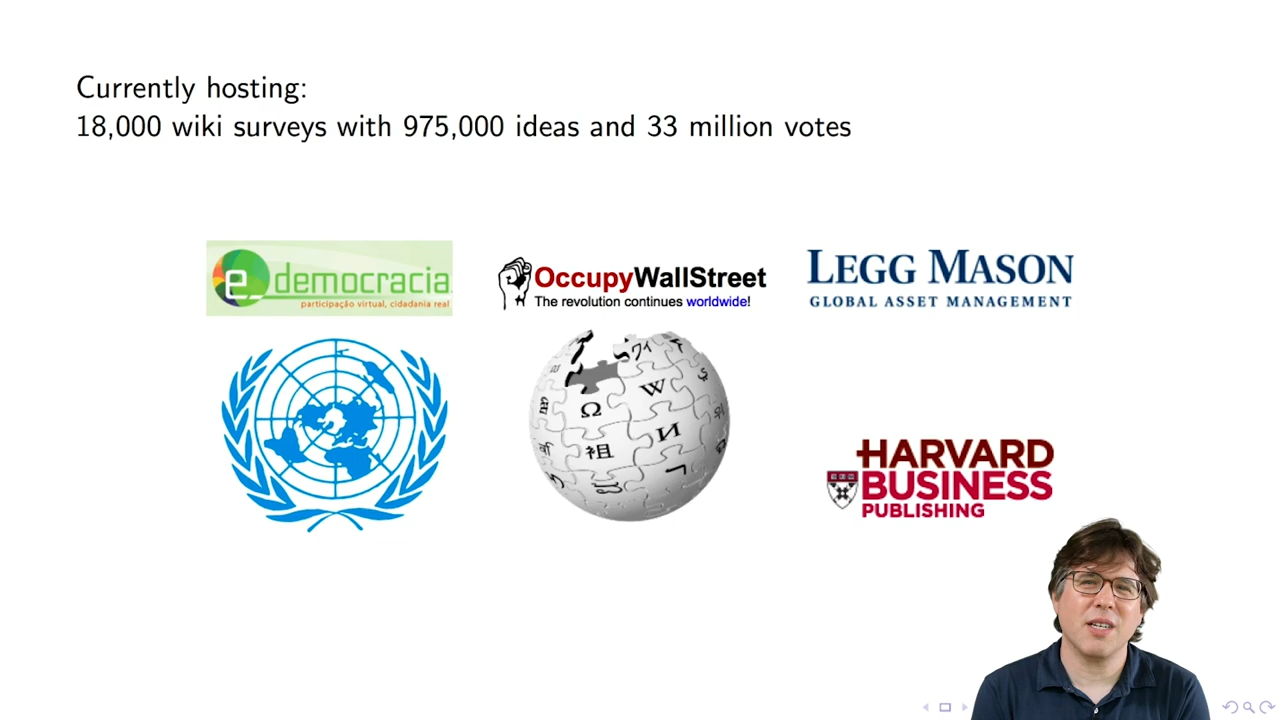 Currently hosting:
18,000 wiki surveys with 975,000 ideas and 33 million votes
e democracia
participação virtual, cidadania real
OccupyWallStreet
The revolution continues worldwide!
LEGG MASON
GLOBAL ASSET MANAGEMENT
Ω W И
祖
HARVARD
BUSINESS
PUBLISHING